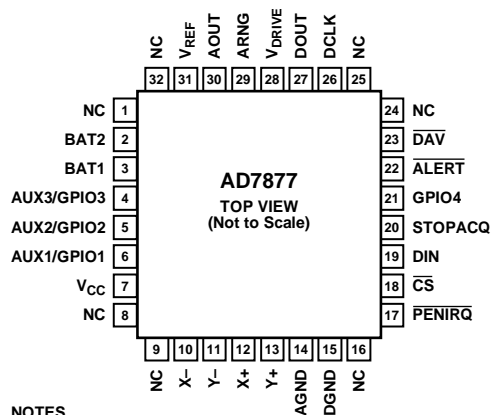 NC
V_REF
AOUT
ARNG
V_DRIVE
DOUT
DCLK
NC
32
31
30
29
28
27
26
25
NC 1
BAT2 2
BAT1 3
AUX3/GPIO3 4
AUX2/GPIO2 5
AUX1/GPIO1 6
V_CC 7
NC 8
AD7877
TOP VIEW
(Not to Scale)
24 NC
23 DAV
22 ALERT
21 GPIO4
20 STOPACQ
19 DIN
18 CS
17 PENIRQ
9
10
11
12
13
14
15
16
NC
X–
Y–
X+
Y+
AGND
DGND
NC
NOTES